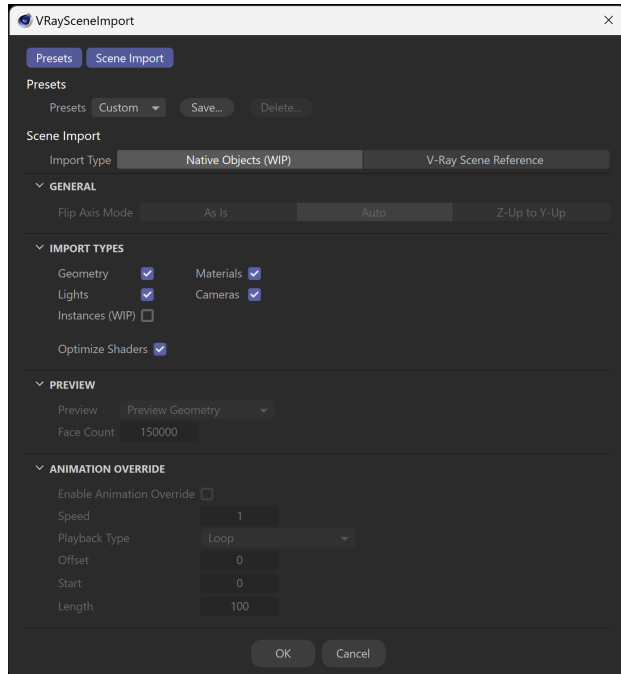 VRaySceneImport
Presets Scene Import
Presets
Presets Custom Save... Delete...
Scene Import
Import Type Native Objects (WIP) V-Ray Scene Reference
GENERAL
Flip Axis Mode As Is Auto Z-Up to Y-Up
IMPORT TYPES
Geometry Materials
Lights Cameras
Instances (WIP)
Optimize Shaders
PREVIEW
Preview Preview Geometry
Face Count 150000
ANIMATION OVERRIDE
Enable Animation Override
Speed 1
Playback Type Loop
Offset 0
Start 0
Length 100
OK Cancel